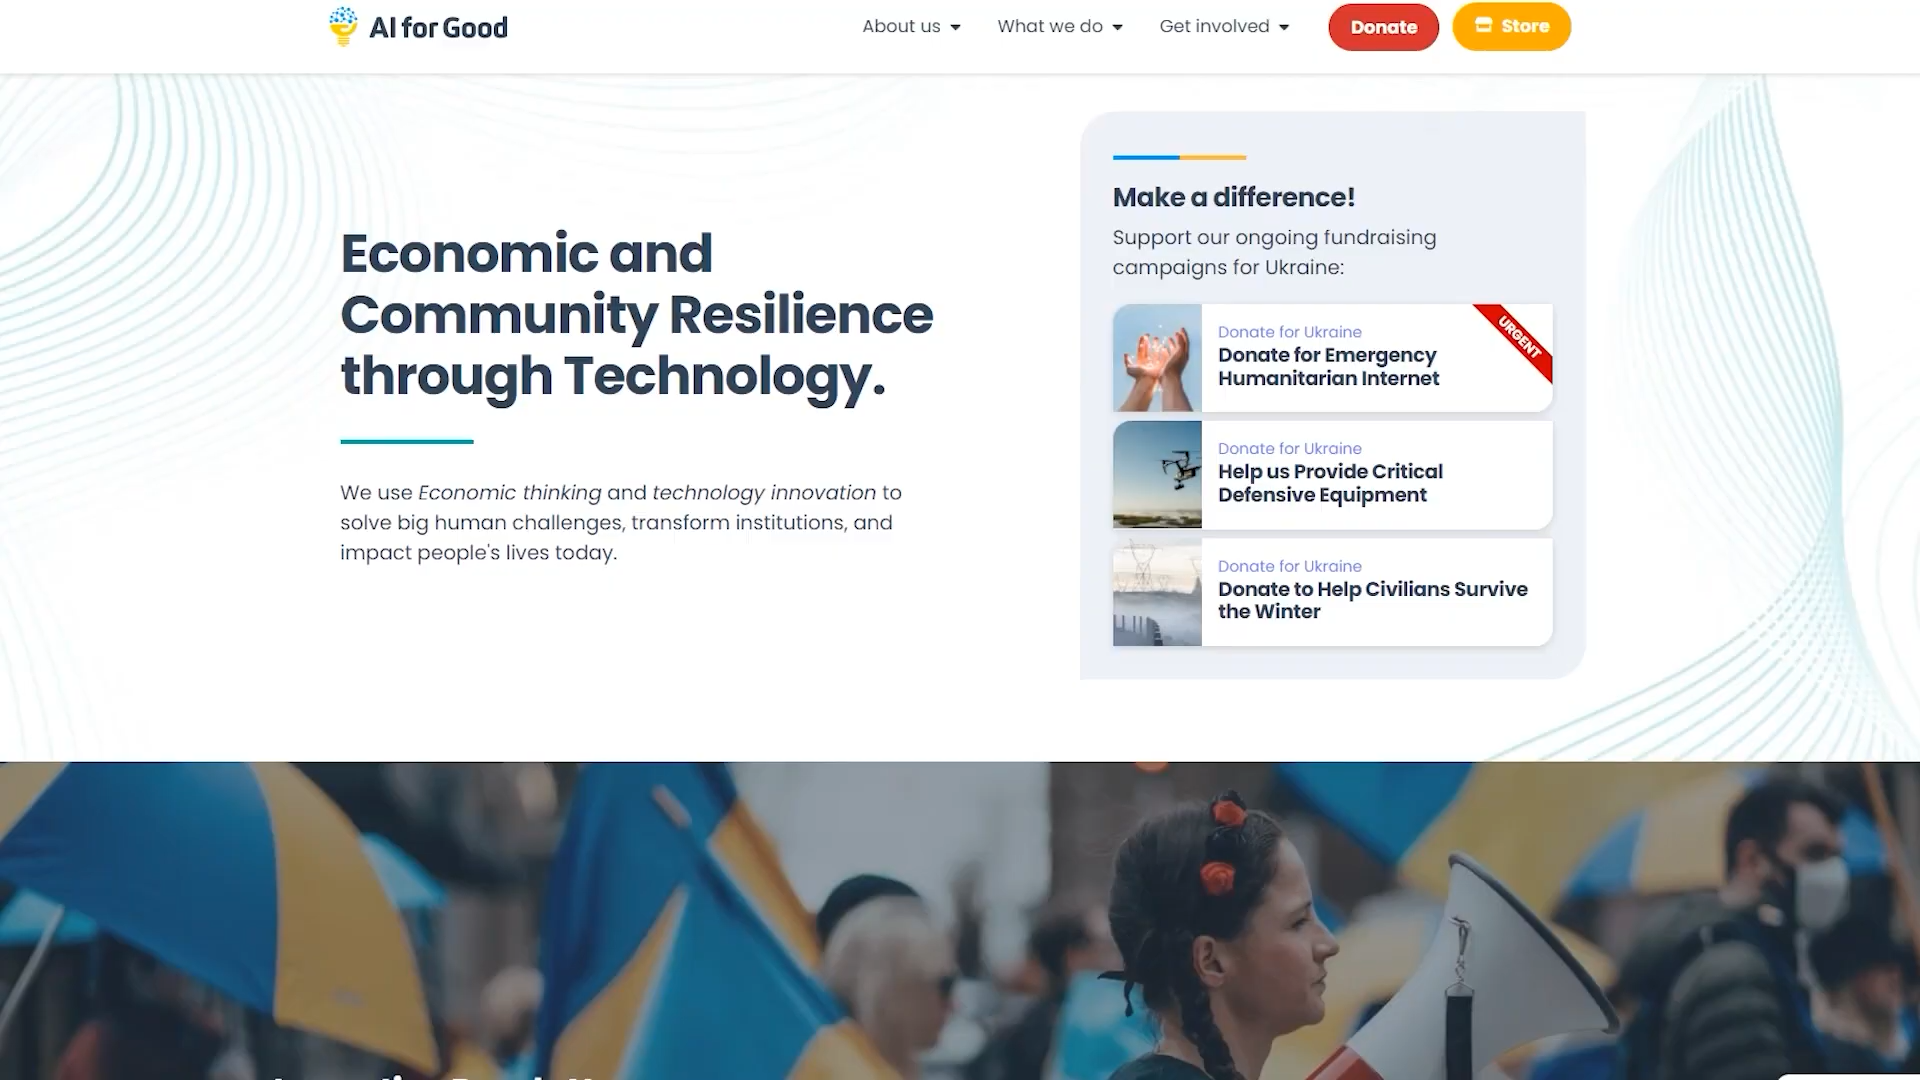 AI for Good
About us
What we do
Get involved
Donate
Store
Economic and
Community Resilience
through Technology.
We use Economic thinking and technology innovation to
solve big human challenges, transform institutions, and
impact people's lives today.
Make a difference!
Support our ongoing fundraising
campaigns for Ukraine:
Donate for Ukraine
Donate for Emergency
Humanitarian Internet
URGENT
Donate for Ukraine
Help us Provide Critical
Defensive Equipment
Donate for Ukraine
Donate to Help Civilians Survive
the Winter